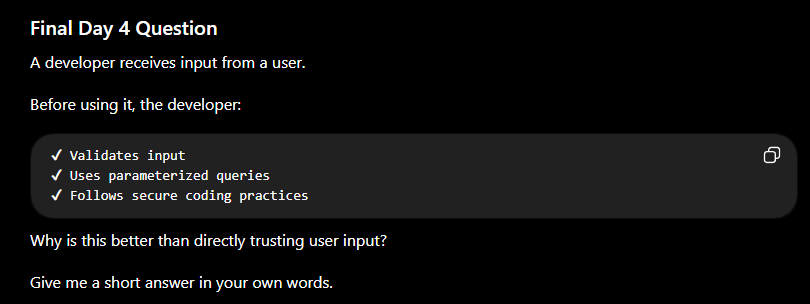 Final Day 4 Question
A developer receives input from a user.
Before using it, the developer:
✓ Validates input
✓ Uses parameterized queries
✓ Follows secure coding practices
Why is this better than directly trusting user input?
Give me a short answer in your own words.